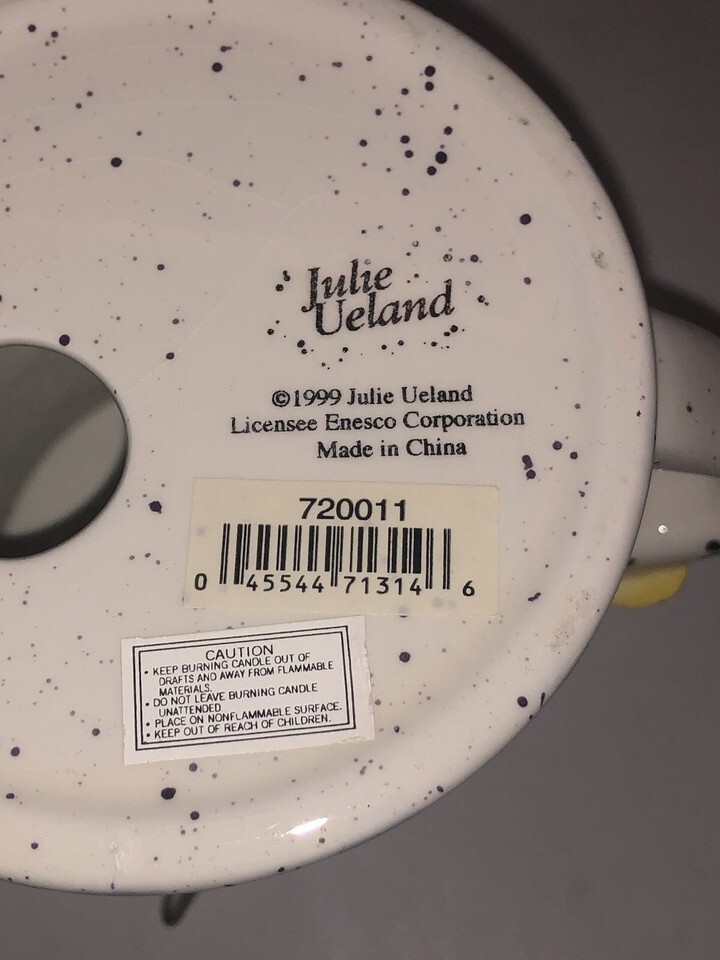 Julie
Ueland
©1999 Julie Ueland
Licensee Enesco Corporation
Made in China
720011
0 45544 71314 6
CAUTION
• KEEP BURNING CANDLE OUT OF
DRAFTS AND AWAY FROM FLAMMABLE
MATERIALS.
• DO NOT LEAVE BURNING CANDLE
UNATTENDED.
• PLACE ON NONFLAMMABLE SURFACE.
• KEEP OUT OF REACH OF CHILDREN.